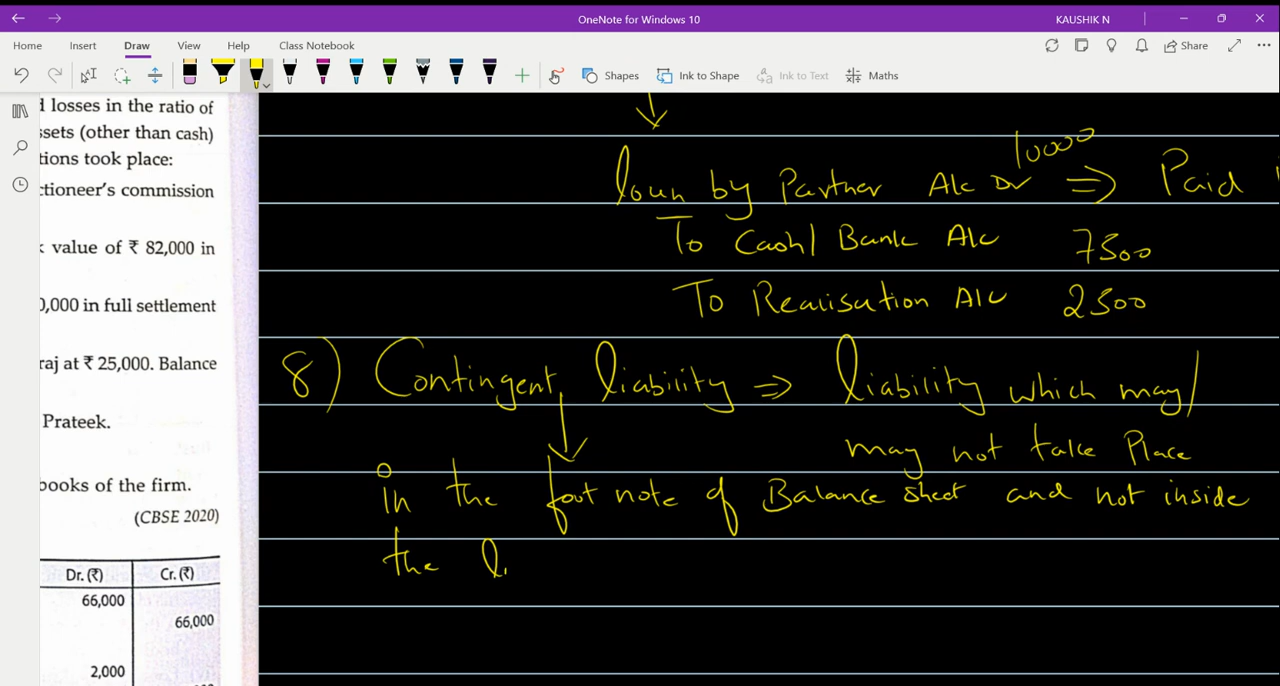 OneNote for Windows 10
KAUSHIK N
Home Insert Draw View Help Class Notebook
Share
Shapes Ink to Shape Ink to Text Maths
d losses in the ratio of
ssets (other than cash)
tions took place:
ctioneer's commission
value of ₹ 82,000 in
0,000 in full settlement
raj at ₹ 25,000. Balance
Prateek.
books of the firm.
(CBSE 2020)
Dr. (₹) Cr. (₹)
66,000
66,000
2,000
10000
loan by Partner A/c Dr ⇒ Paid
To Cash/ Bank A/c 7500
To Realisation A/c 2500
8) Contingent liability ⇒ liability which may/
may not take Place
In the foot note of Balance sheet and not inside
the l